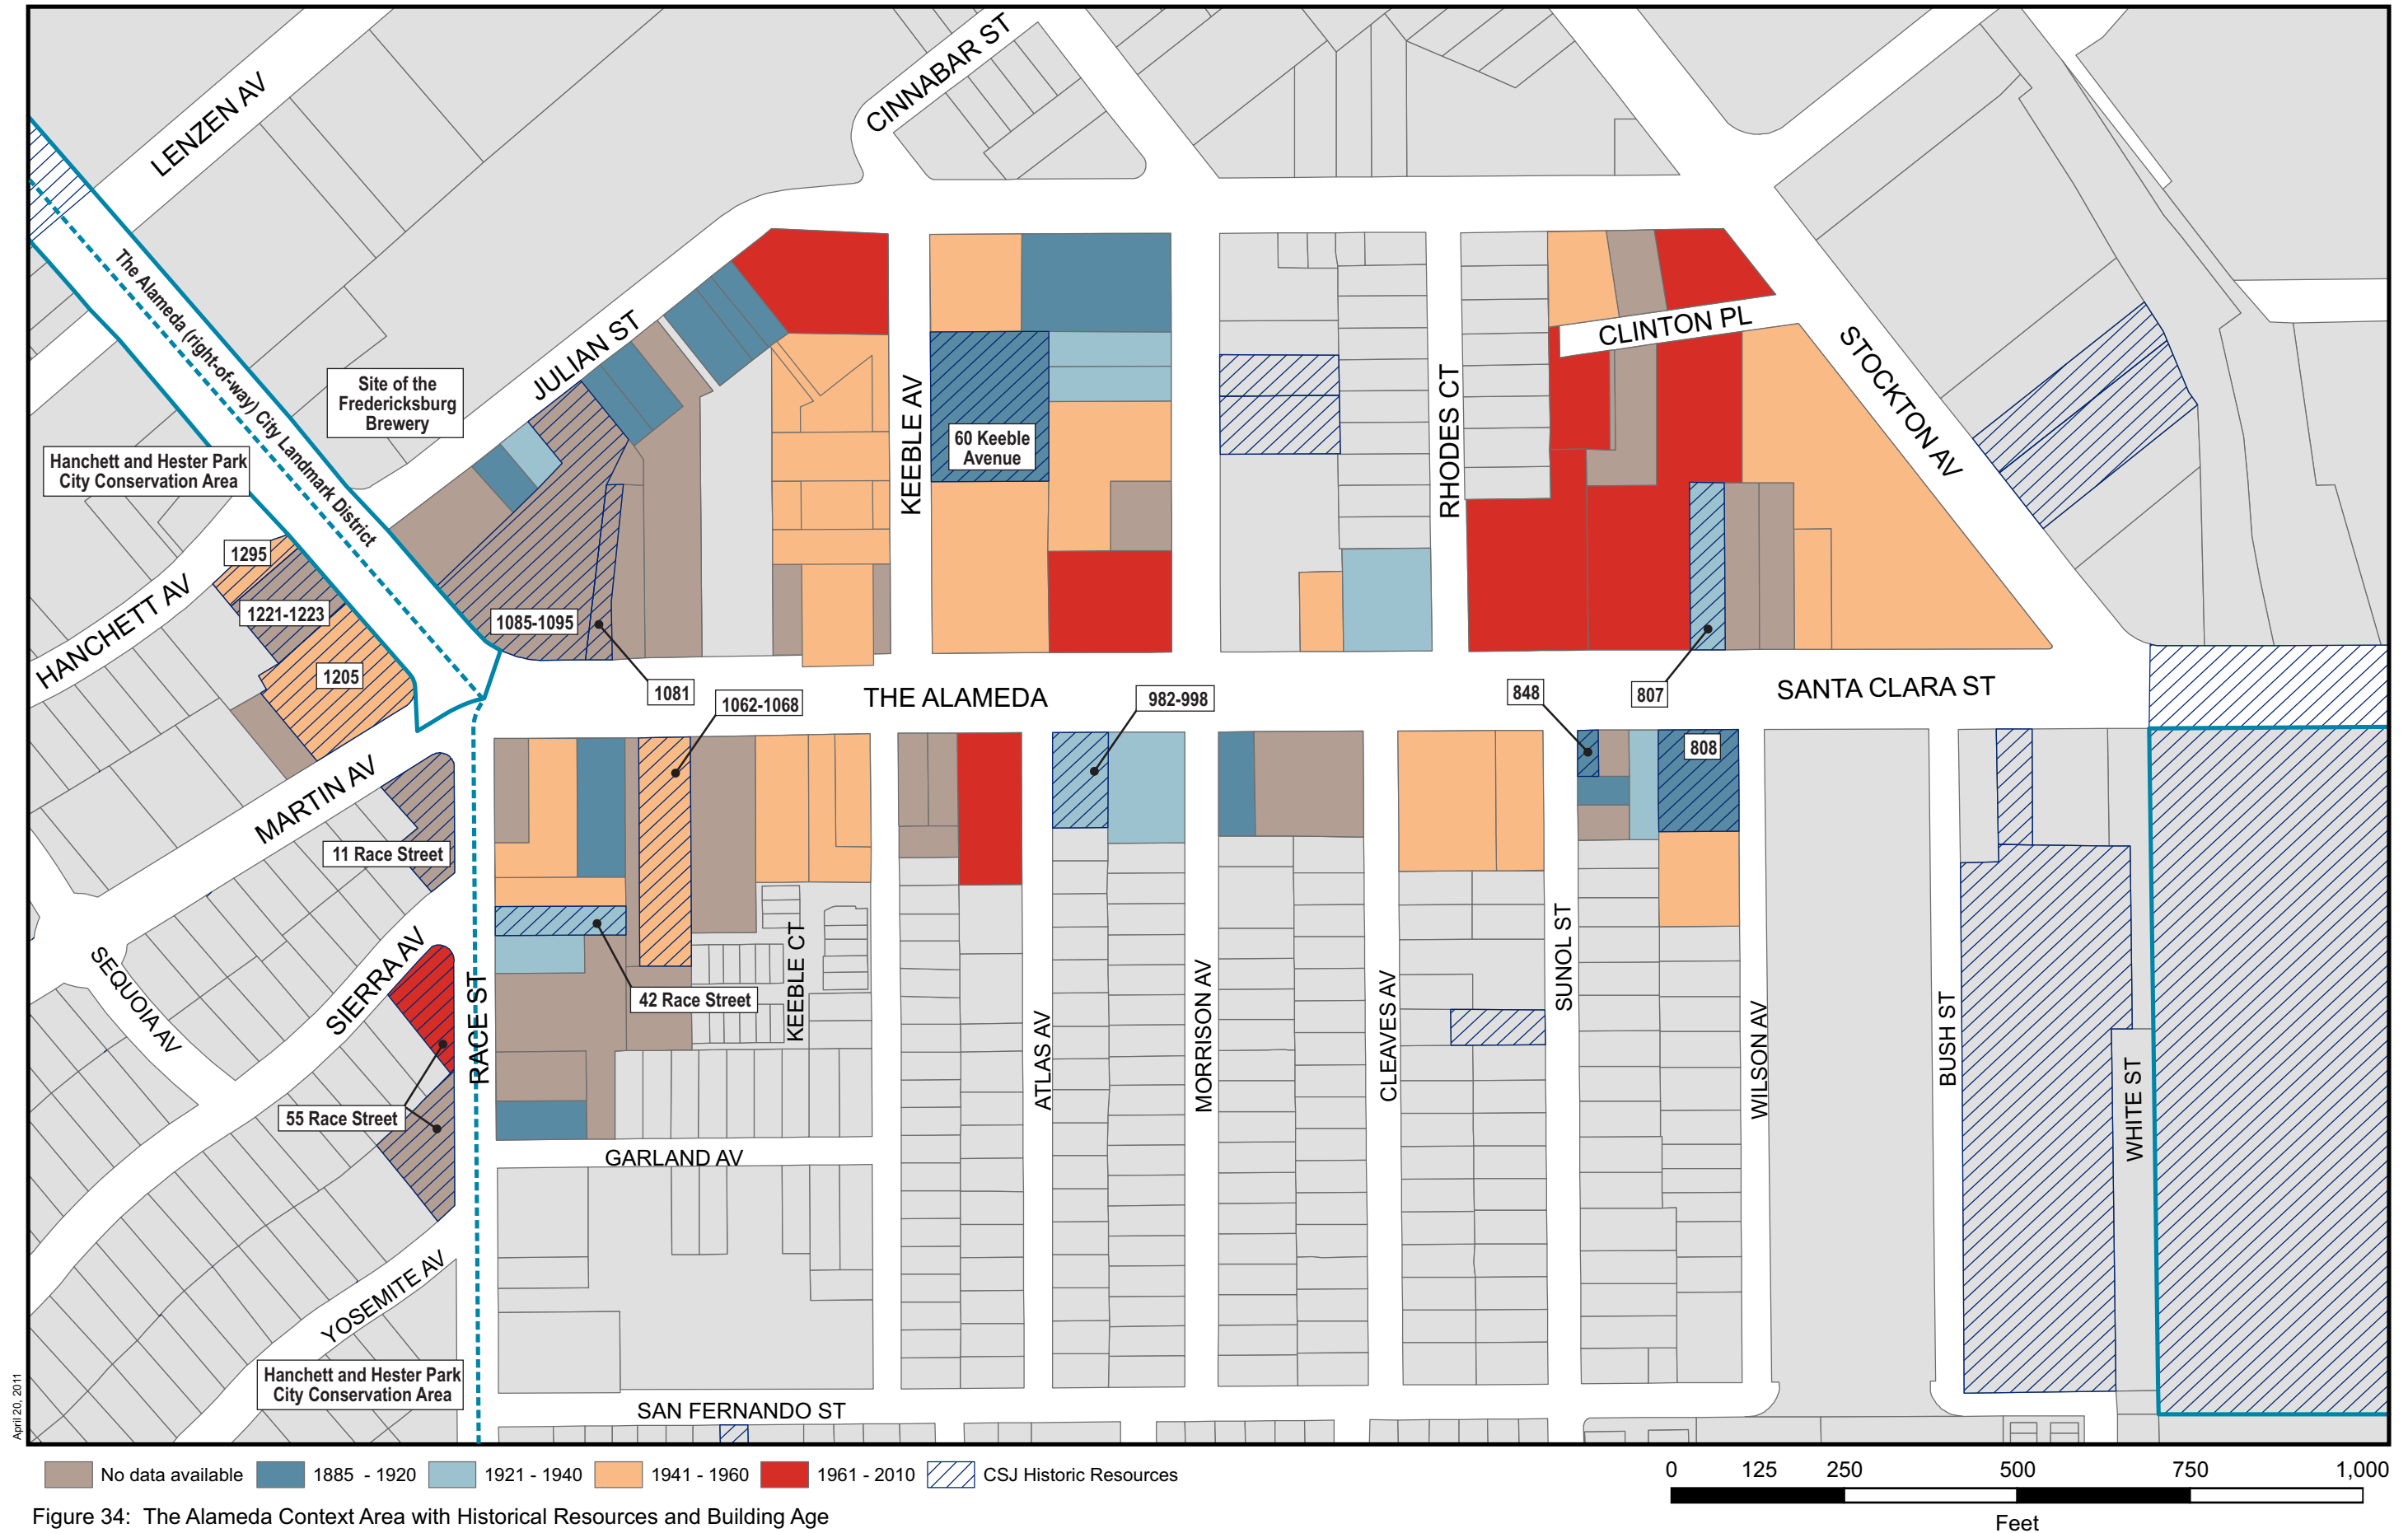 CINNABAR ST
LENZEN AV
The Alameda (right-of-way) City Landmark District
JULIAN ST
CLINTON PL
STOCKTON AV
Site of the
Fredericksburg
Brewery
KEEBLE AV
RHODES CT
60 Keeble
Avenue
Hanchett and Hester Park
City Conservation Area
1295
HANCHETT AV
1221-1223
1085-1095
1205
1081
1062-1068
THE ALAMEDA
982-998
848
807
SANTA CLARA ST
808
MARTIN AV
11 Race Street
SEQUOIA AV
SIERRA AV
RACE ST
42 Race Street
KEEBLE CT
ATLAS AV
MORRISON AV
CLEAVES AV
SUNOL ST
WILSON AV
BUSH ST
WHITE ST
55 Race Street
GARLAND AV
YOSEMITE AV
Hanchett and Hester Park
City Conservation Area
SAN FERNANDO ST
April 20, 2011
No data available
1885 - 1920
1921 - 1940
1941 - 1960
1961 - 2010
CSJ Historic Resources
0 125 250 500 750 1,000
Feet
Figure 34: The Alameda Context Area with Historical Resources and Building Age